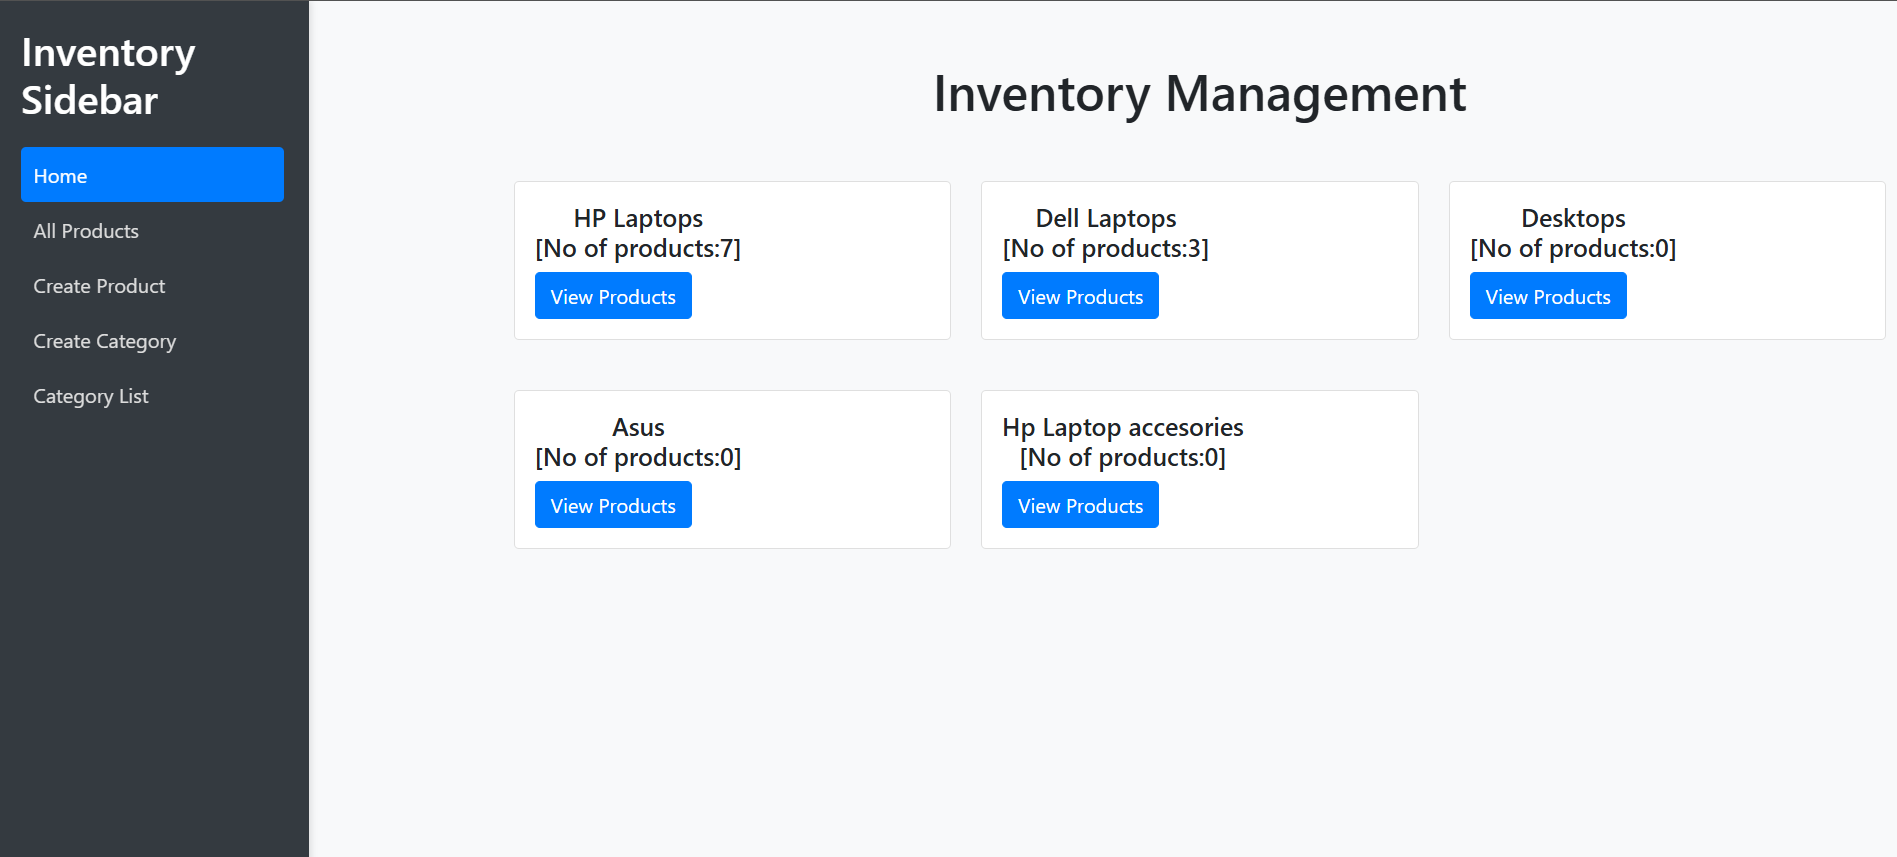 Inventory
Sidebar
Home
All Products
Create Product
Create Category
Category List
Inventory Management
HP Laptops
[No of products:7]
View Products
Dell Laptops
[No of products:3]
View Products
Desktops
[No of products:0]
View Products
Asus
[No of products:0]
View Products
Hp Laptop accesories
[No of products:0]
View Products